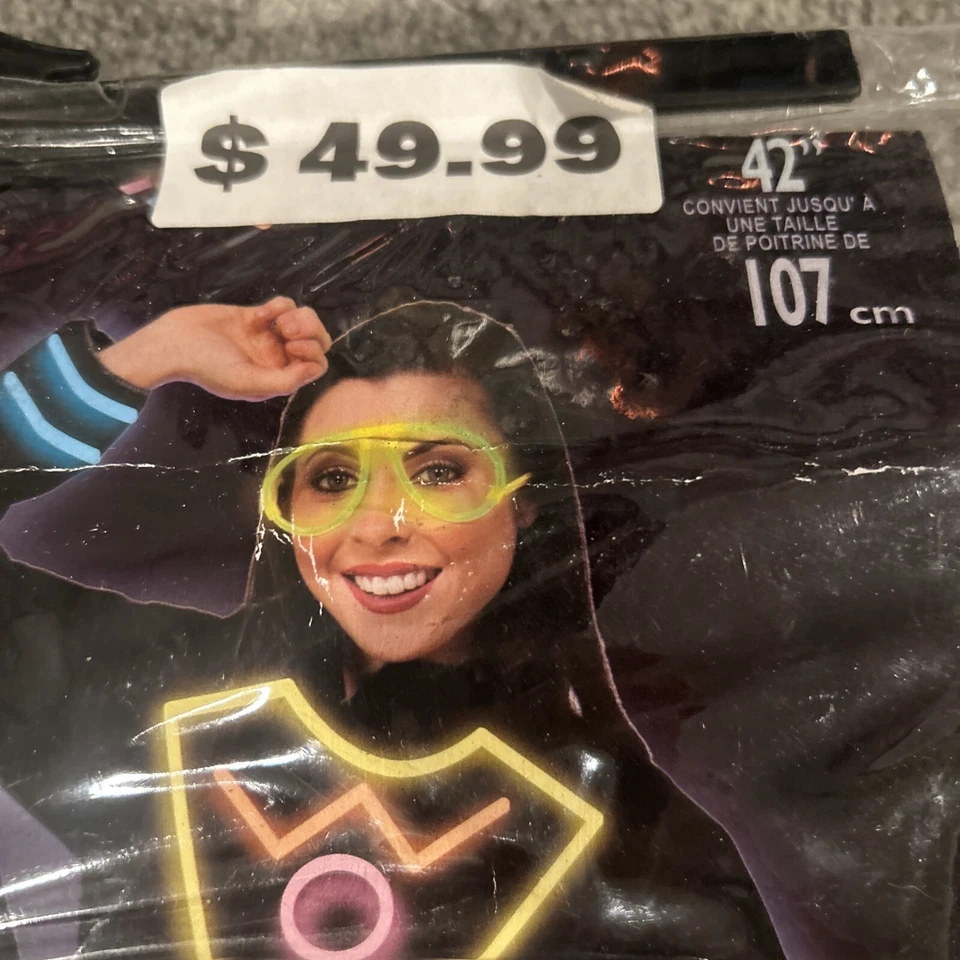 $ 49.99
42"
CONVIENT JUSQU' À
UNE TAILLE
DE POITRINE DE
107 cm